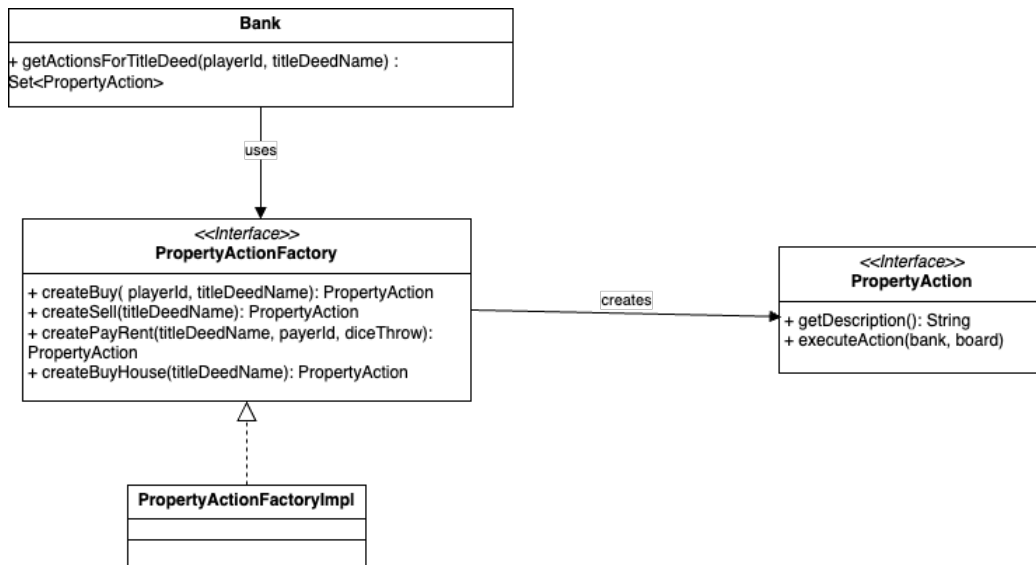 Bank
+ getActionsForTitleDeed(playerId, titleDeedName) :
Set<PropertyAction>
uses
<<Interface>>
PropertyActionFactory
+ createBuy( playerId, titleDeedName): PropertyAction
+ createSell(titleDeedName): PropertyAction
+ createPayRent(titleDeedName, payerId, diceThrow):
PropertyAction
+ createBuyHouse(titleDeedName): PropertyAction
creates
<<Interface>>
PropertyAction
+ getDescription(): String
+ executeAction(bank, board)
PropertyActionFactoryImpl